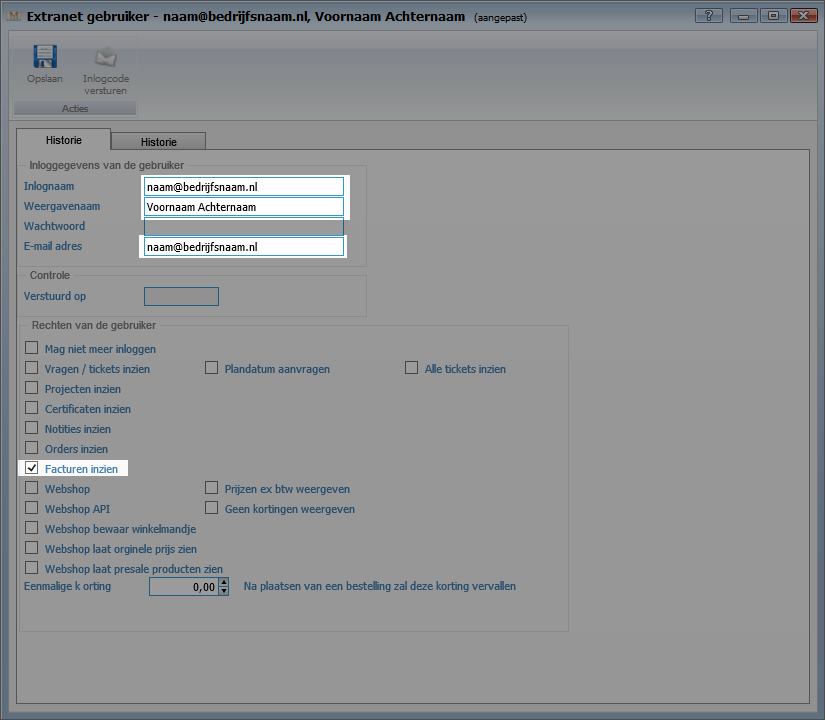 Extranet gebruiker - naam@bedrijfsnaam.nl, Voornaam Achternaam (aangepast)
Opslaan
Inlogcode versturen
Acties
Historie
Historie
Inloggegevens van de gebruiker
Inlognaam naam@bedrijfsnaam.nl
Weergavenaam Voornaam Achternaam
Wachtwoord
E-mail adres naam@bedrijfsnaam.nl
Controle
Verstuurd op
Rechten van de gebruiker
Mag niet meer inloggen
Vragen / tickets inzien Plandatum aanvragen Alle tickets inzien
Projecten inzien
Certificaten inzien
Notities inzien
Orders inzien
Facturen inzien
Webshop Prijzen ex btw weergeven
Webshop API Geen kortingen weergeven
Webshop bewaar winkelmandje
Webshop laat orginele prijs zien
Webshop laat presale producten zien
Eenmalige k orting 0,00 Na plaatsen van een bestelling zal deze korting vervallen